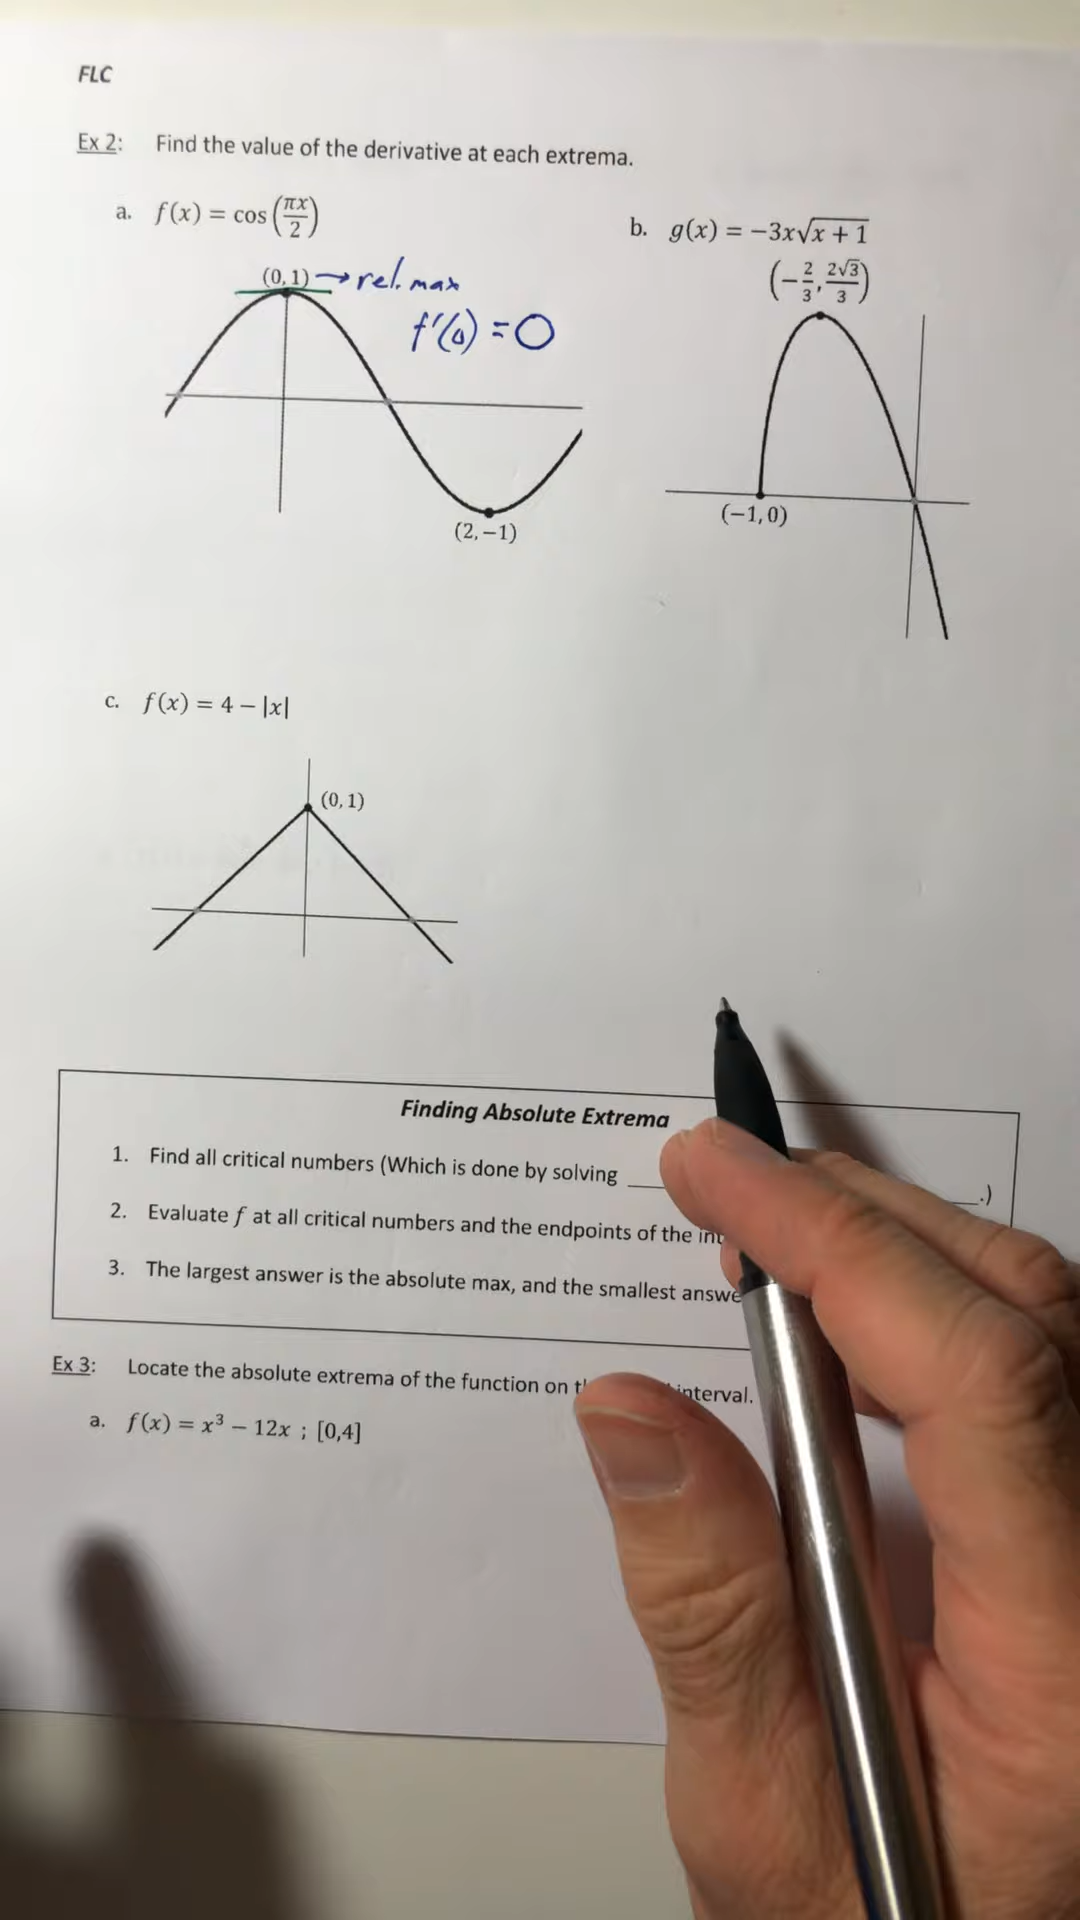 FLC
Ex 2: Find the value of the derivative at each extrema.
a. f(x) = cos(πx/2)
(0,1) → rel. max
f'(0) = 0
(2,−1)
b. g(x) = −3x√(x + 1)
(−2/3, 2√3/3)
(−1,0)
c. f(x) = 4 − |x|
(0,1)
Finding Absolute Extrema
1. Find all critical numbers (Which is done by solving ____ ____.)
2. Evaluate f at all critical numbers and the endpoints of the
3. The largest answer is the absolute max, and the smallest
Ex 3: Locate the absolute extrema of the function on interval.
a. f(x) = x³ − 12x ; [0,4]